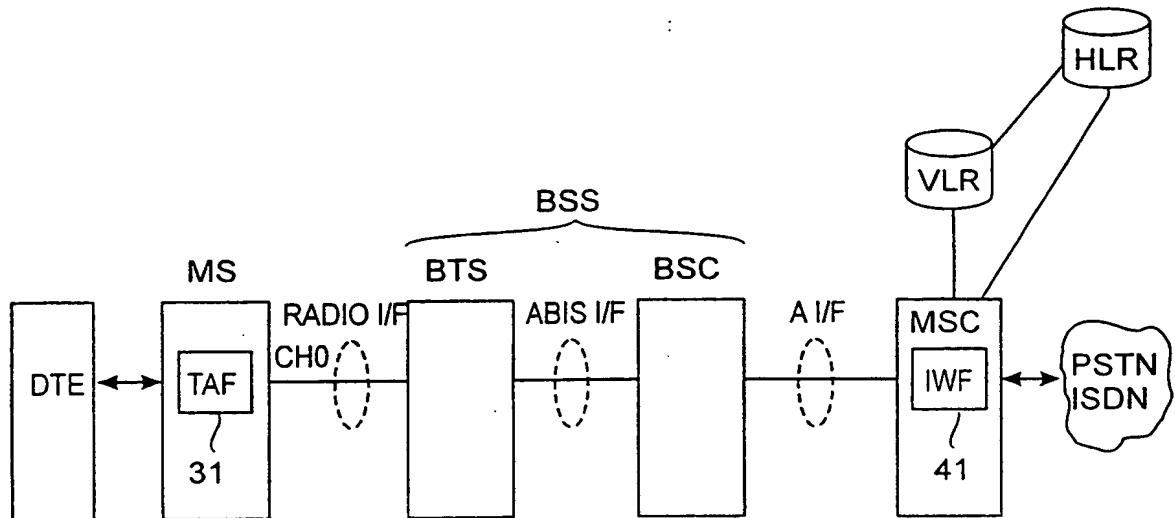 HLR
VLR
BSS
MS
BTS
BSC
RADIO I/F
CH0
ABIS I/F
A I/F
MSC
DTE
TAF
IWF
PSTN
ISDN
31
41